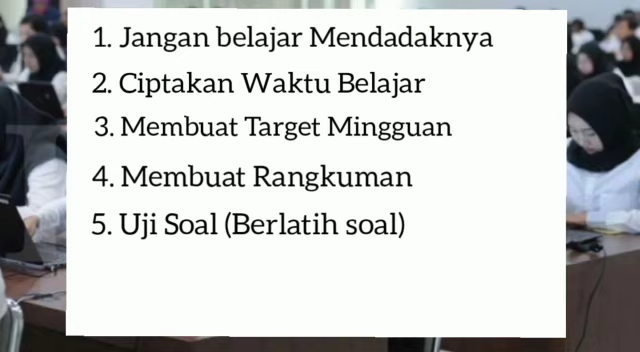 1. Jangan belajar Mendadaknya
2. Ciptakan Waktu Belajar
3. Membuat Target Mingguan
4. Membuat Rangkuman
5. Uji Soal (Berlatih soal)